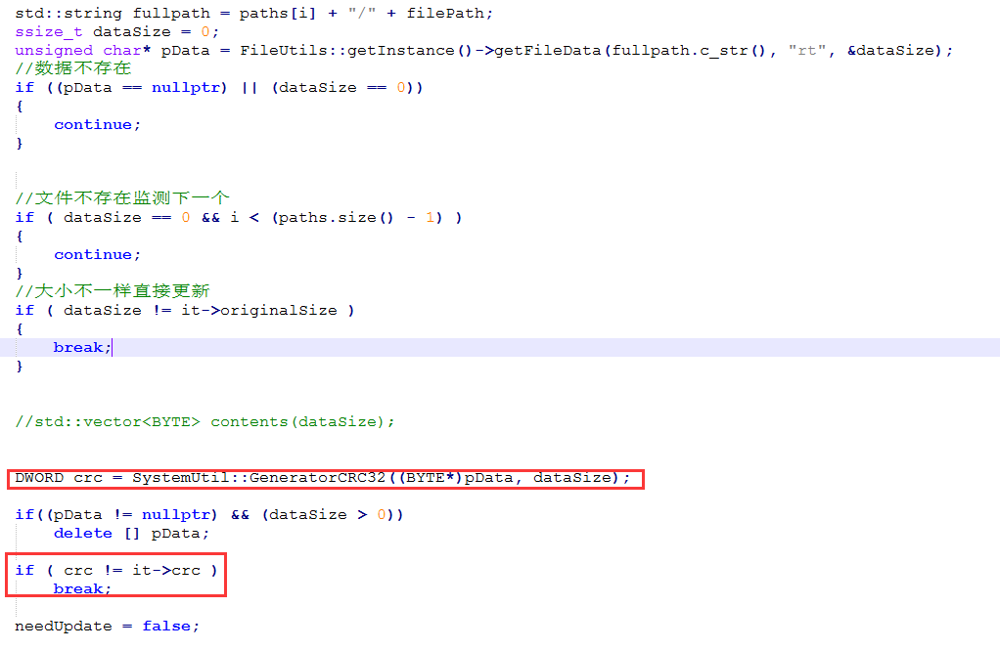 std::string fullpath = paths[i] + "/" + filePath;
ssize_t dataSize = 0;
unsigned char* pData = FileUtils::getInstance()->getFileData(fullpath.c_str(), "rt", &dataSize);
//数据不存在
if ((pData == nullptr) || (dataSize == 0))
{
continue;
}
//文件不存在监测下一个
if ( dataSize == 0 && i < (paths.size() - 1) )
{
continue;
}
//大小不一样直接更新
if ( dataSize != it->originalSize )
{
break;
}
//std::vector<BYTE> contents(dataSize);
DWORD crc = SystemUtil::GeneratorCRC32((BYTE*)pData, dataSize);
if((pData != nullptr) && (dataSize > 0))
delete [] pData;
if ( crc != it->crc )
break;
needUpdate = false;